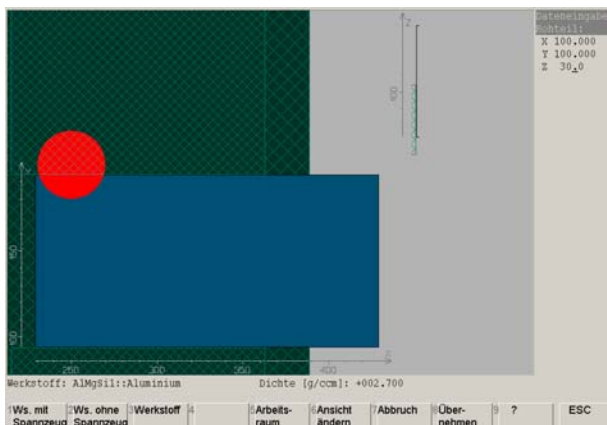 Dateneingabe
Rohteil:
X 100.000
Y 100.000
Z 30.0
Z
100
X
150
100
250
300
350
400
Werkstoff: AlMgSi1::Aluminium Dichte [g/ccm]: +002.700
1 Ws. mit Spannzeug
2 Ws. ohne Spannzeug
3 Werkstoff
4
5 Arbeits-
raum
6 Ansicht
ändern
7 Abbruch
8 Über-
nehmen
9 ?
ESC